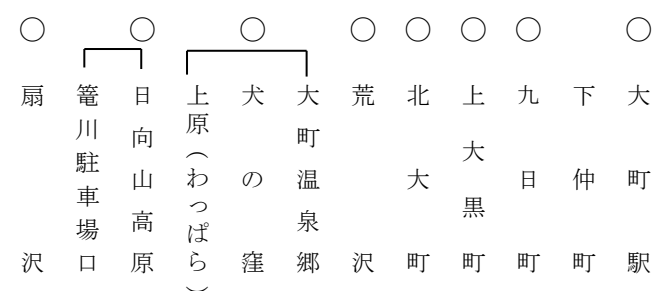 ○大町駅
下仲町
○九日町
○上大黒町
○北大町
○荒沢
大町温泉郷
○犬の窪
上原(わっぱら)
○日向山高原
篭川駐車場口
○扇沢